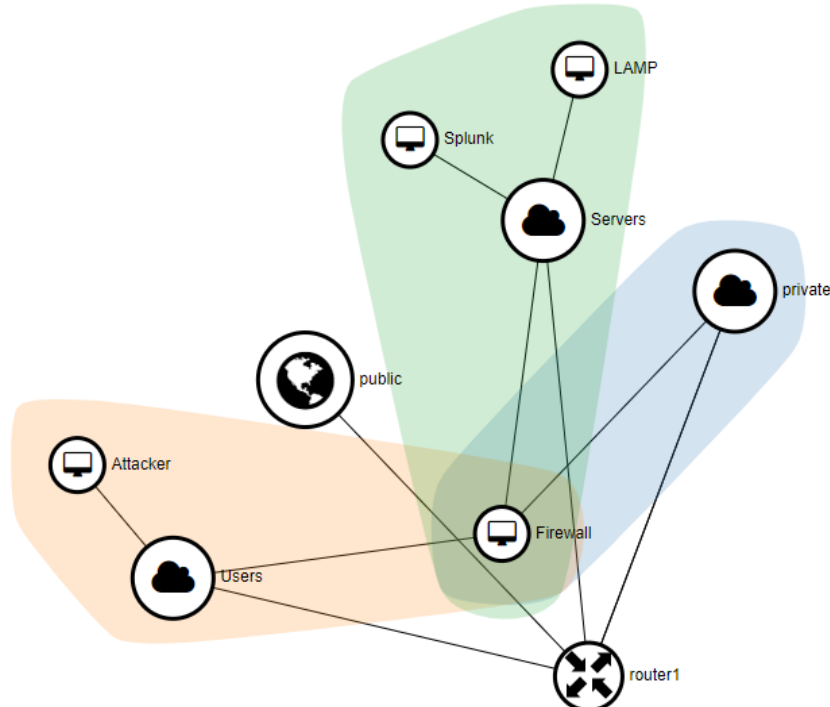 LAMP
Splunk
Servers
private
public
Attacker
Firewall
Users
router1